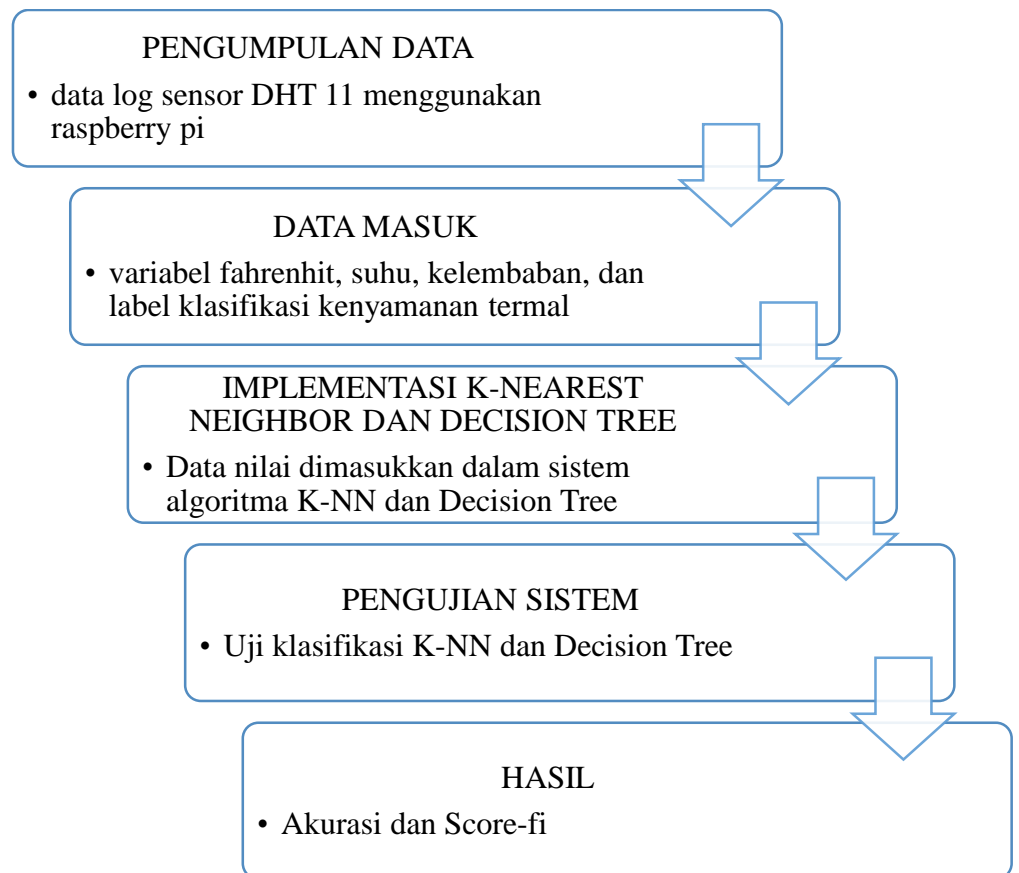 PENGUMPULAN DATA
• data log sensor DHT 11 menggunakan
raspberry pi
DATA MASUK
• variabel fahrenhit, suhu, kelembaban, dan
label klasifikasi kenyamanan termal
IMPLEMENTASI K-NEAREST
NEIGHBOR DAN DECISION TREE
• Data nilai dimasukkan dalam sistem
algoritma K-NN dan Decision Tree
PENGUJIAN SISTEM
• Uji klasifikasi K-NN dan Decision Tree
HASIL
• Akurasi dan Score-fi